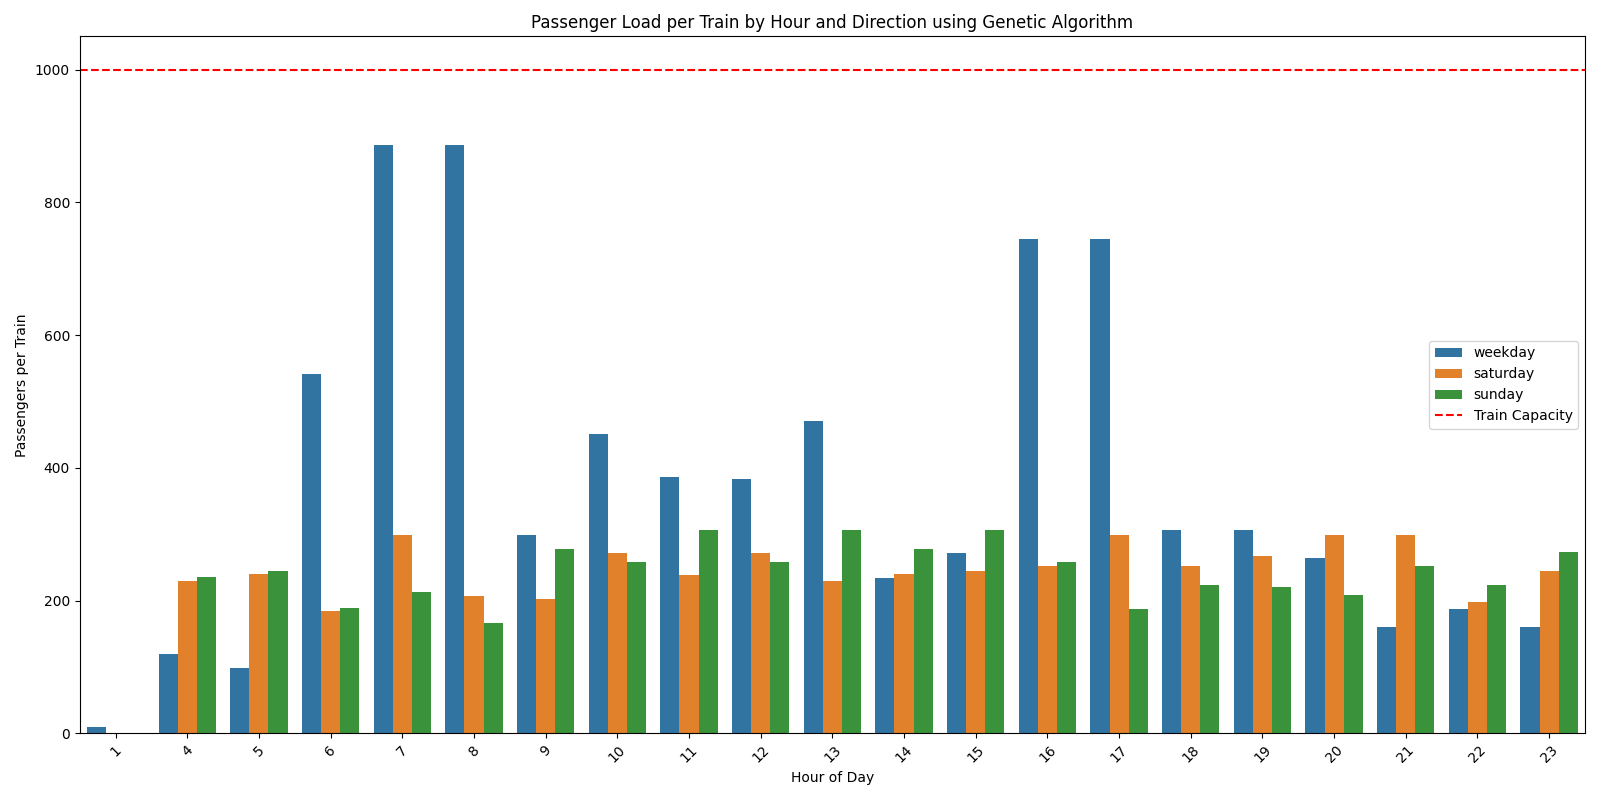 Passenger Load per Train by Hour and Direction using Genetic Algorithm
Passengers per Train
1000
800
600
400
200
0
weekday
saturday
sunday
Train Capacity
1 4 5 6 7 8 9 10 11 12 13 14 15 16 17 18 19 20 21 22 23
Hour of Day